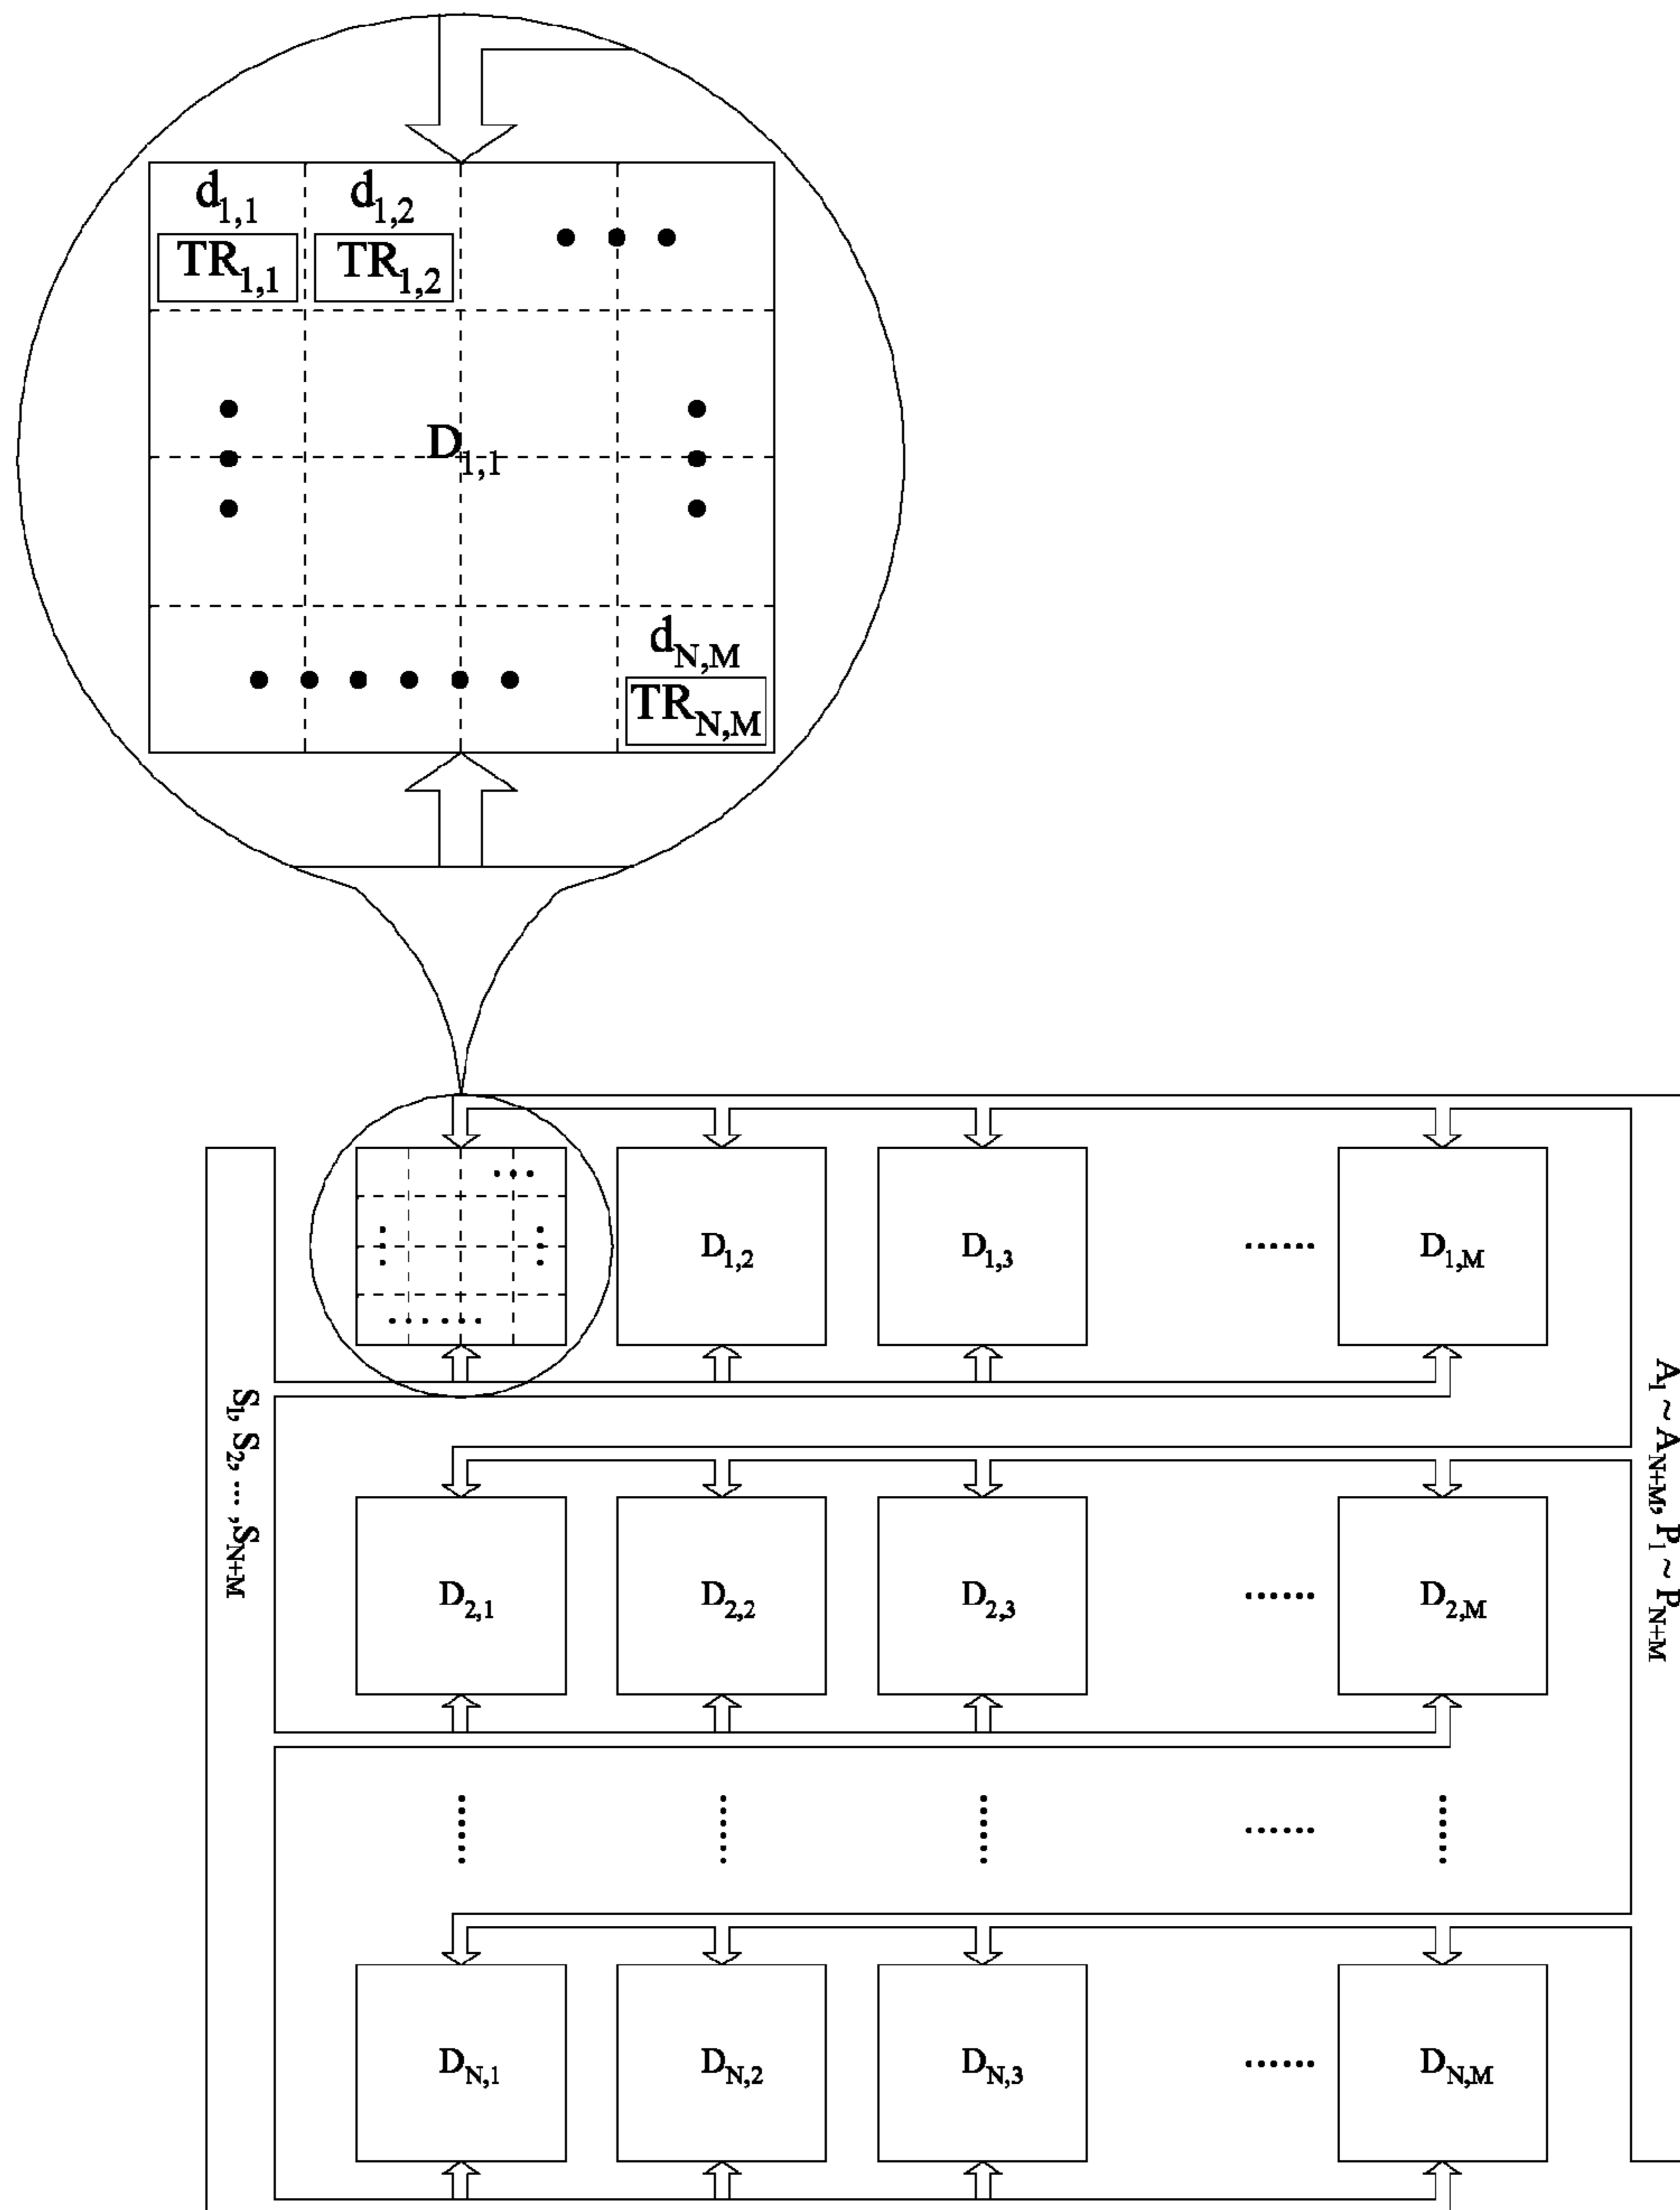 d1,1 d1,2
TR1,1 TR1,2
D1,1
dN,M
TRN,M
D1,2 D1,3 ...... D1,M
S1, S2, ... ,SN+M
A1 ~ AN+M, P1 ~ PN+M
D2,1 D2,2 D2,3 ...... D2,M
DN,1 DN,2 DN,3 ...... DN,M